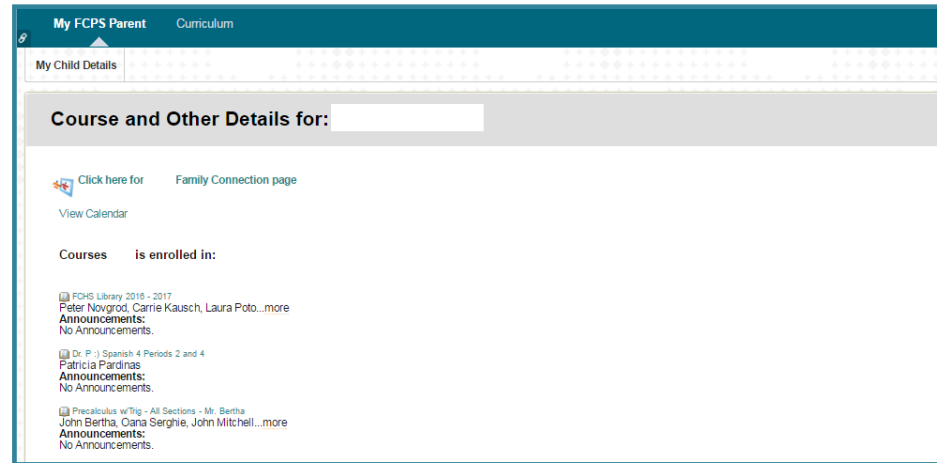 My FCPS Parent Curriculum
My Child Details
Course and Other Details for:
Click here for Family Connection page
View Calendar
Courses is enrolled in:
FCHS Library 2016 - 2017
Peter Novgrod, Carrie Kausch, Laura Poto...more
Announcements:
No Announcements.
Dr. P :) Spanish 4 Periods 2 and 4
Patricia Pardinas
Announcements:
No Announcements.
Precalculus w/Trig - All Sections - Mr. Bertha
John Bertha, Oana Serghie, John Mitchell...more
Announcements:
No Announcements.